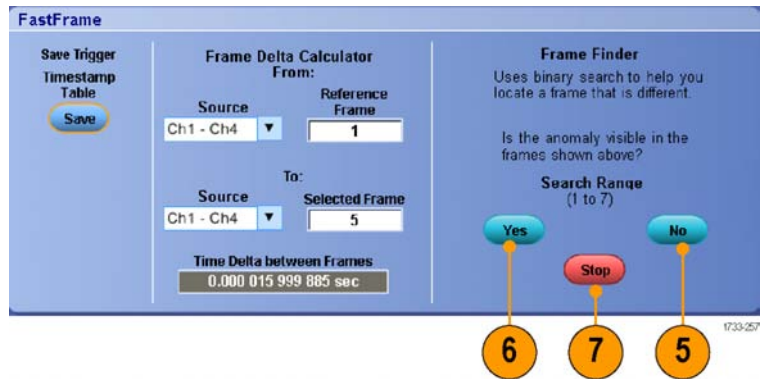 FastFrame
Save Trigger
Timestamp
Table
Save
Frame Delta Calculator
From:
Source
Reference
Frame
Ch1 - Ch4
1
To:
Source
Selected Frame
Ch1 - Ch4
5
Time Delta between Frames
0.000 015 999 885 sec
Frame Finder
Uses binary search to help you
locate a frame that is different.
Is the anomaly visible in the
frames shown above?
Search Range
(1 to 7)
Yes
No
Stop
1733-257
6
7
5